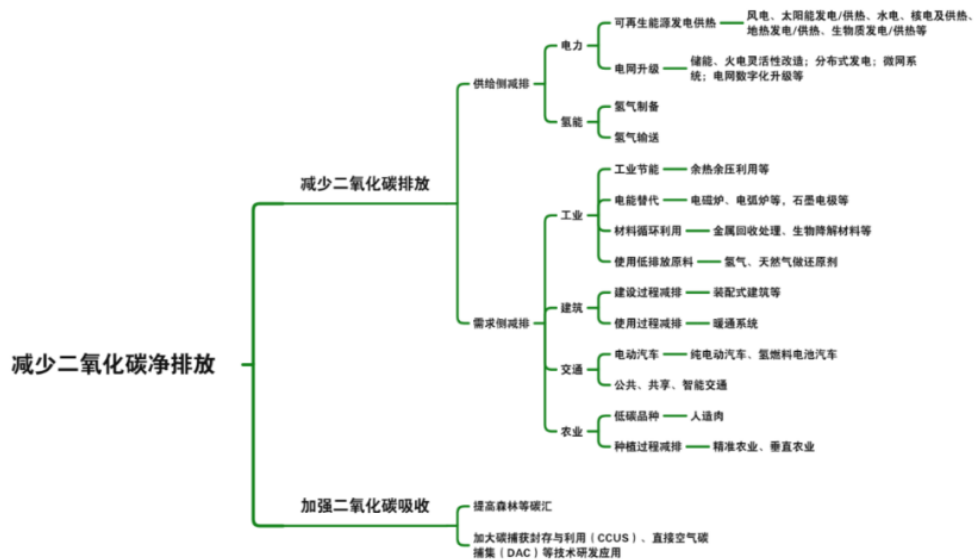 减少二氧化碳净排放
减少二氧化碳排放
供给侧减排
电力
可再生能源发电供热
风电、太阳能发电/供热、水电、核电及供热、
地热发电/供热、生物质发电/供热等
电网升级
储能、火电灵活性改造；分布式发电；微网系
统；电网数字化升级等
氢能
氢气制备
氢气输送
需求侧减排
工业
工业节能
余热余压利用等
电能替代
电磁炉、电弧炉等，石墨电极等
材料循环利用
金属回收处理、生物降解材料等
使用低排放原料
氢气、天然气做还原剂
建筑
建设过程减排
装配式建筑等
使用过程减排
暖通系统
交通
电动汽车
纯电动汽车、氢燃料电池汽车
公共、共享、智能交通
农业
低碳品种
人造肉
种植过程减排
精准农业、垂直农业
加强二氧化碳吸收
提高森林等碳汇
加大碳捕获封存与利用（CCUS）、直接空气碳
捕集（DAC）等技术研发应用